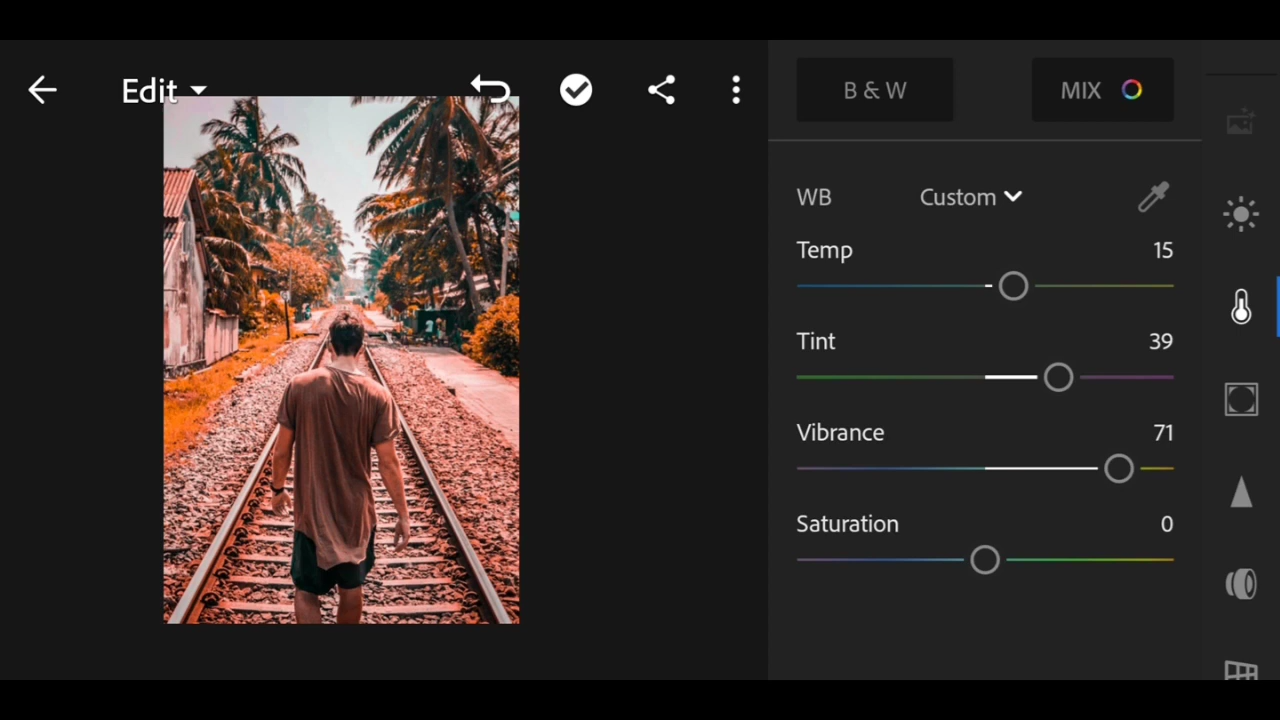 Edit
B & W
MIX
WB Custom
Temp 15
Tint 39
Vibrance 71
Saturation 0